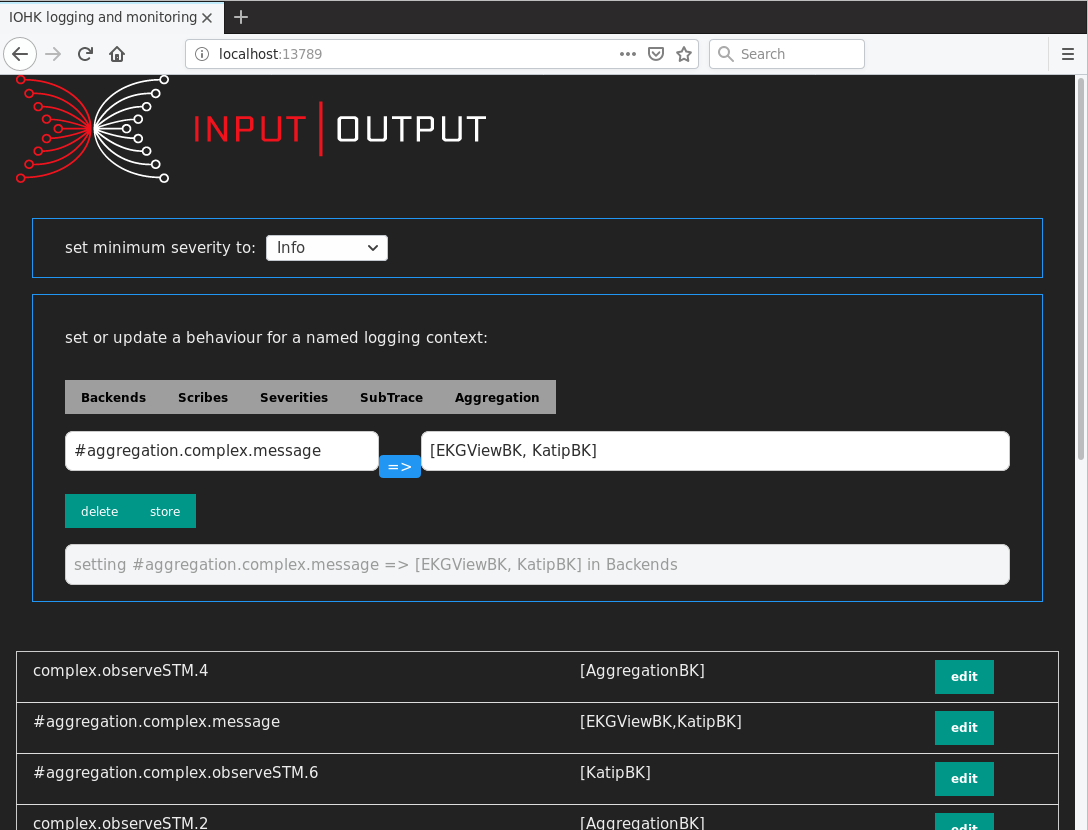 IOHK logging and monitoring
localhost:13789
Search
INPUT OUTPUT
set minimum severity to: Info
set or update a behaviour for a named logging context:
Backends Scribes Severities SubTrace Aggregation
#aggregation.complex.message => [EKGViewBK, KatipBK]
delete store
setting #aggregation.complex.message => [EKGViewBK, KatipBK] in Backends
complex.observeSTM.4 [AggregationBK] edit
#aggregation.complex.message [EKGViewBK,KatipBK] edit
#aggregation.complex.observeSTM.6 [KatipBK] edit
complex.observeSTM.2 [AggregationBK] edit